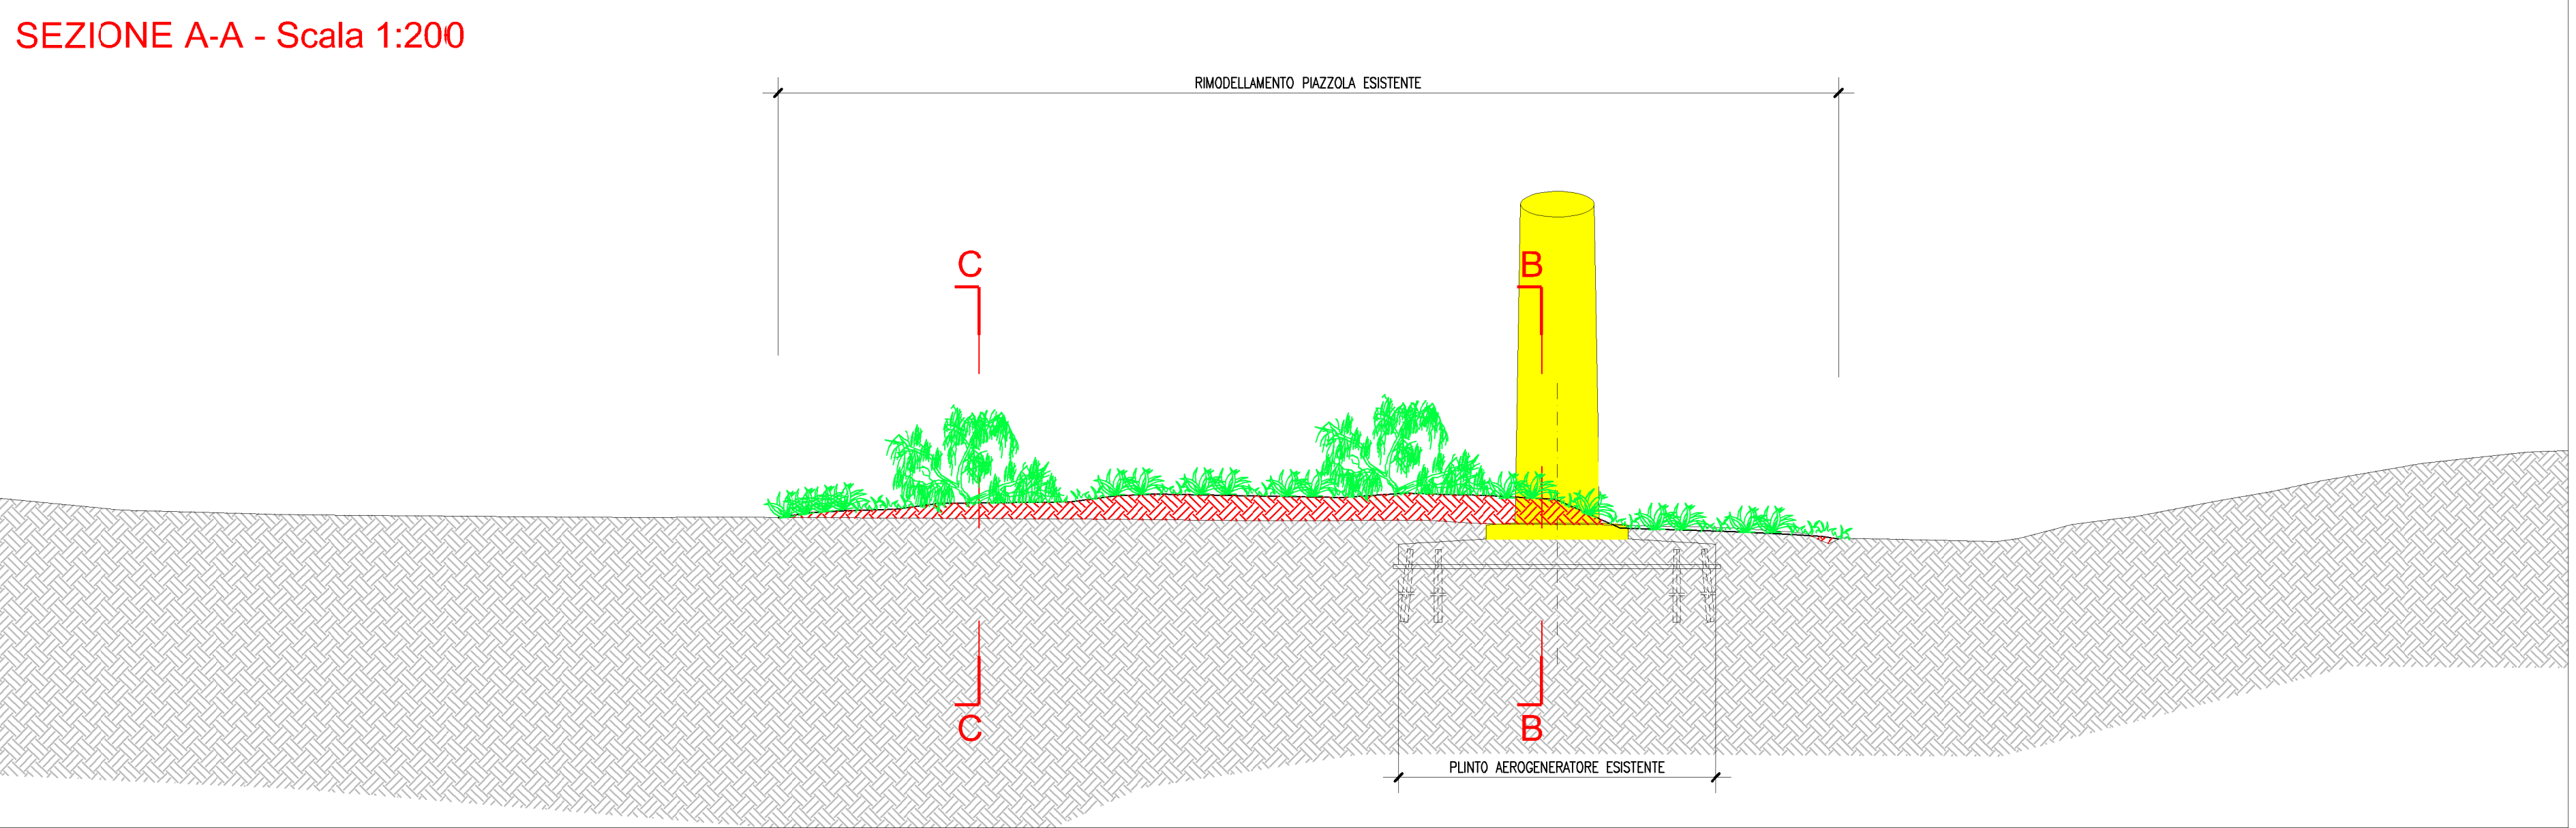 SEZIONE A-A - Scala 1:200
RIMODELLAMENTO PIAZZOLA ESISTENTE
C B
C B
PLINTO AEROGENERATORE ESISTENTE